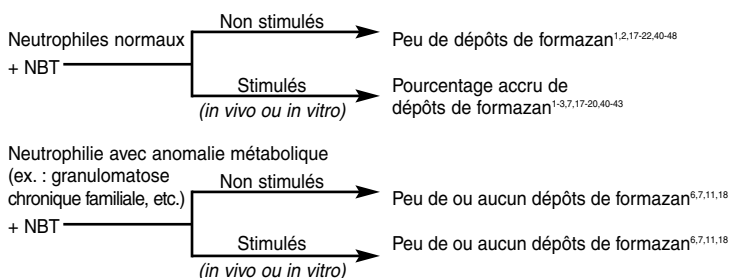 Neutrophiles normaux
+ NBT
Non stimulés
Peu de dépôts de formazan1,2,17-22,40-48
Stimulés
(in vivo ou in vitro)
Pourcentage accru de
dépôts de formazan1-3,7,17-20,40-43
Neutrophilie avec anomalie métabolique
(ex. : granulomatose
chronique familiale, etc.)
+ NBT
Non stimulés
Peu de ou aucun dépôts de formazan6,7,11,18
Stimulés
(in vivo ou in vitro)
Peu de ou aucun dépôts de formazan6,7,11,18